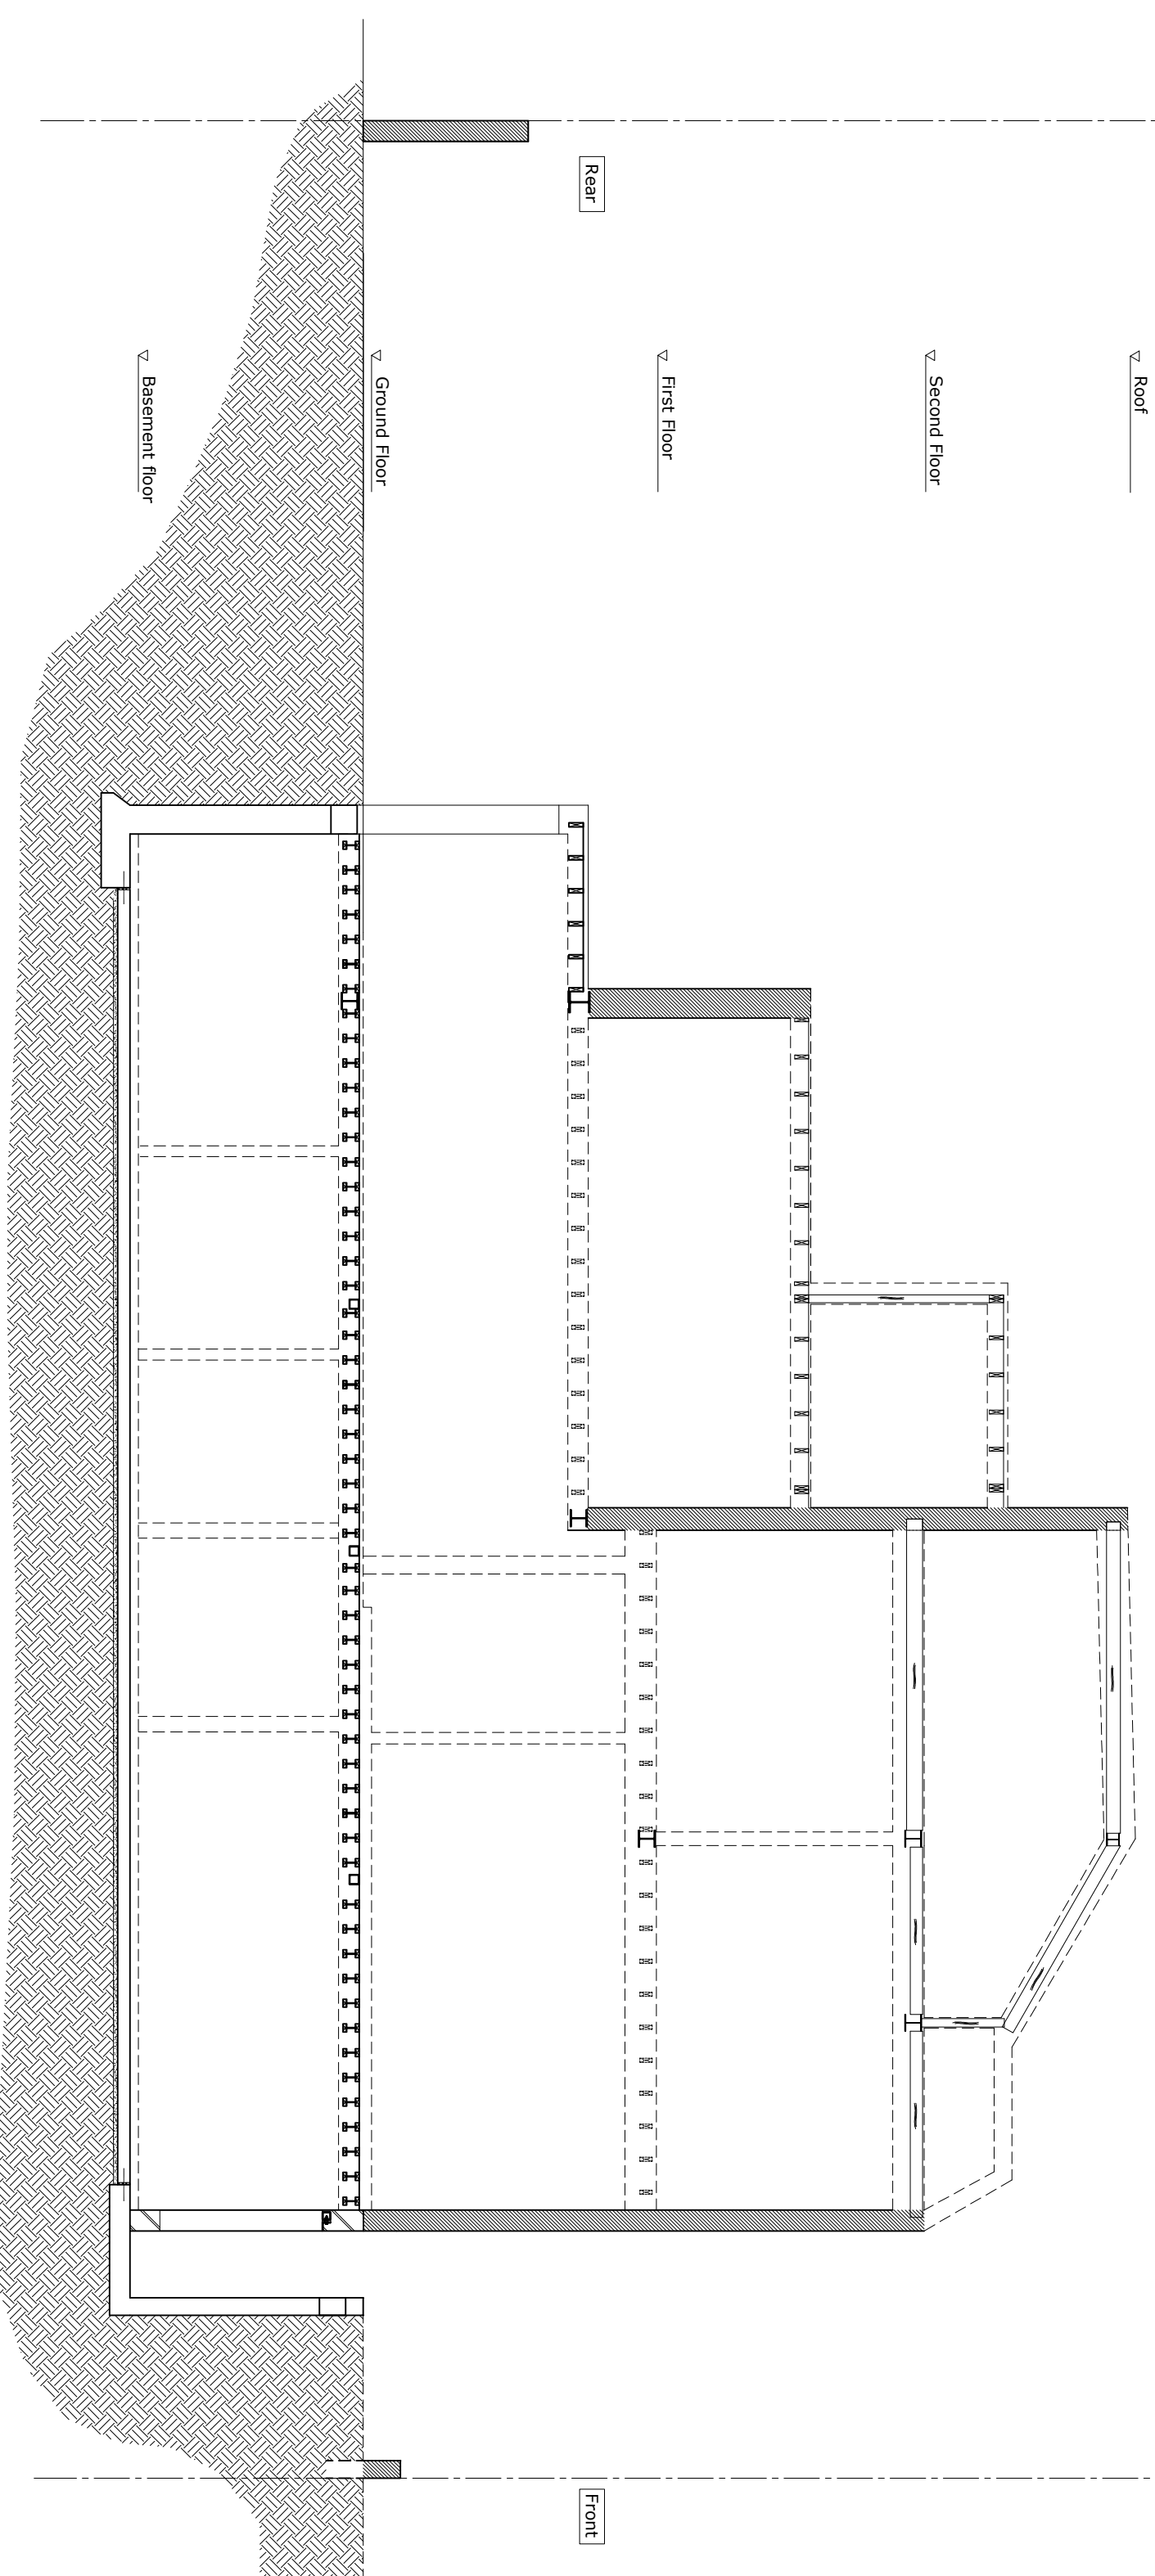 Rear
Roof
Second Floor
First Floor
Ground Floor
Basement floor
Front